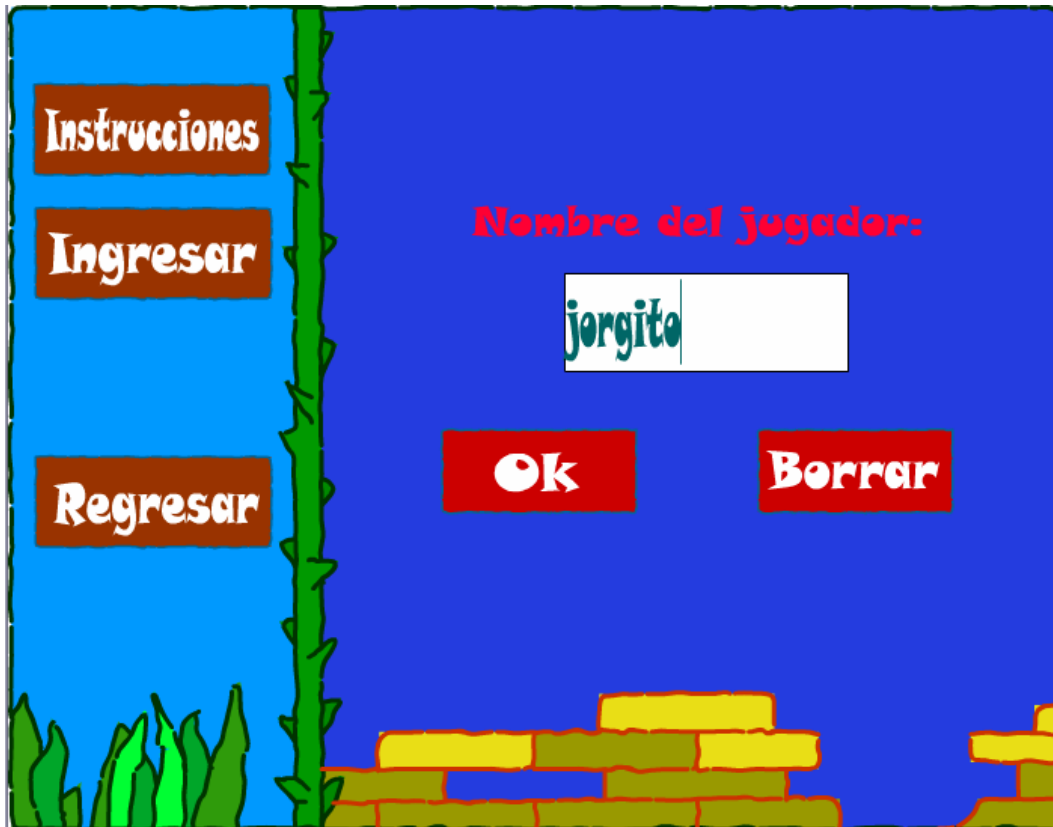 Instrucciones
Ingresar
Regresar
Nombre del jugador:
jorgito
Ok
Borrar